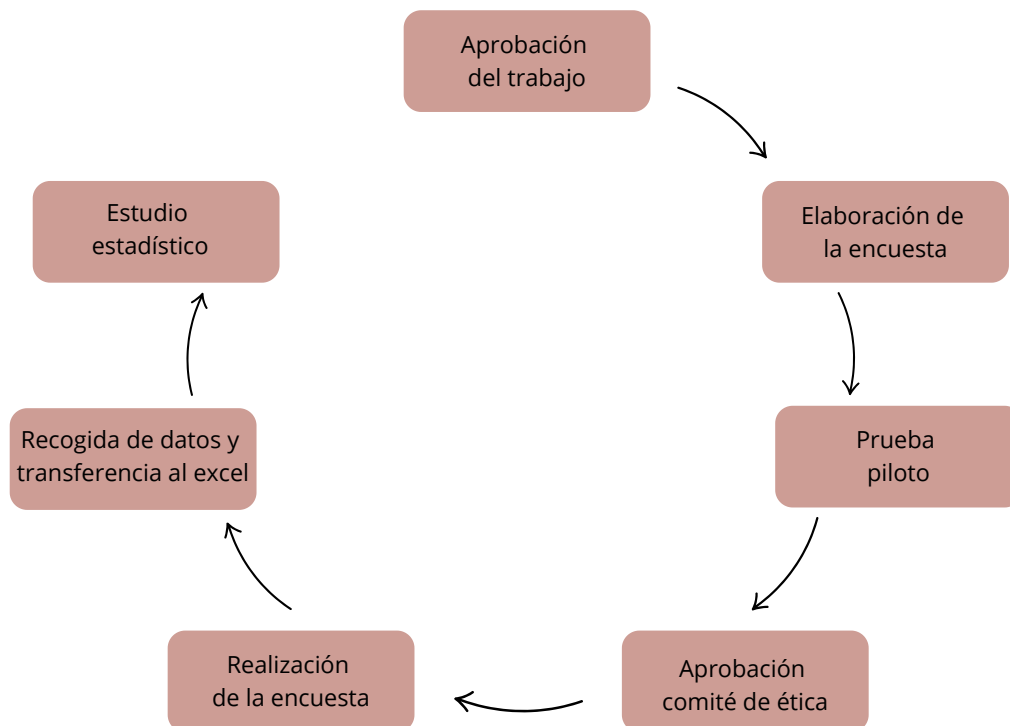 Aprobación
del trabajo
Elaboración de
la encuesta
Prueba
piloto
Aprobación
comité de ética
Realización
de la encuesta
Recogida de datos y
transferencia al excel
Estudio
estadístico